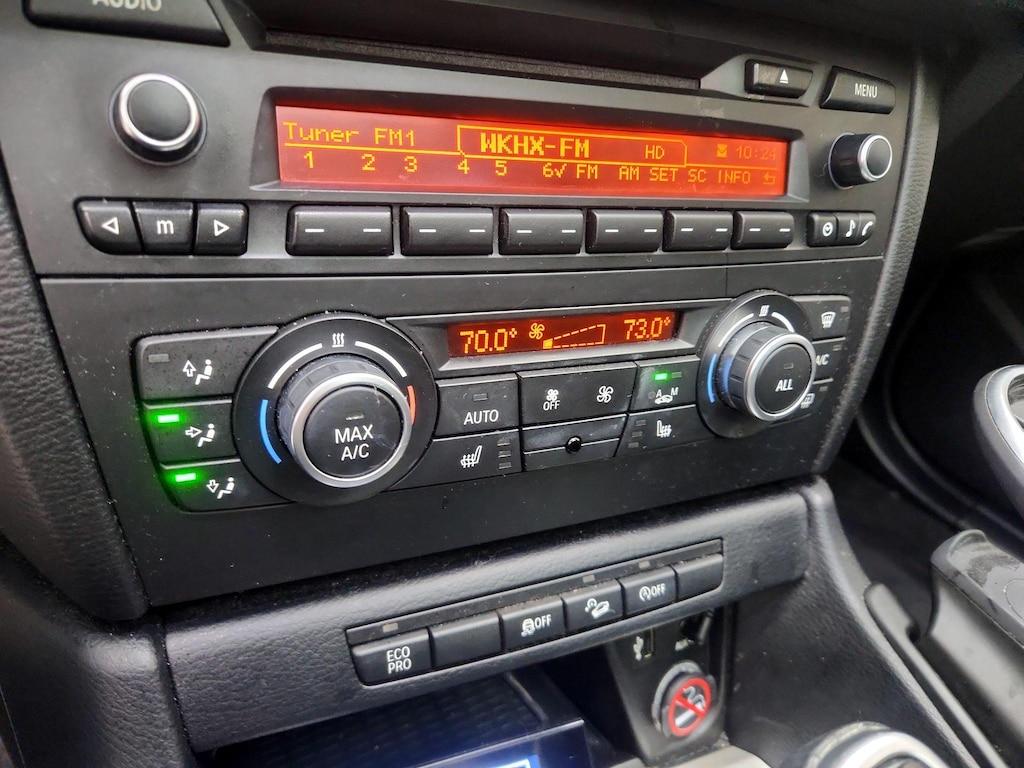 AUDIO
MENU
Tuner FM1 WKHX-FM HD 10:24
1 2 3 4 5 6√ FM AM SET SC INFO
m
70.0° 73.0°
MAX
A/C
AUTO
OFF
A M
ALL
A/C
ECO
PRO
OFF
OFF
AUX